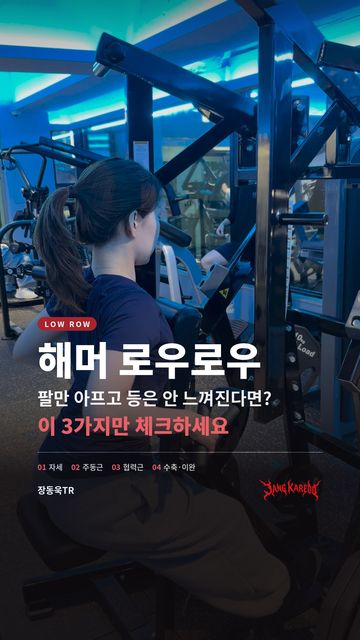 LOW ROW
해머 로우로우
팔만 아프고 등은 안 느껴진다면?
이 3가지만 체크하세요
01 자세 02 주동근 03 협력근 04 수축·이완
장동욱TR
JANG KAREDO
Load